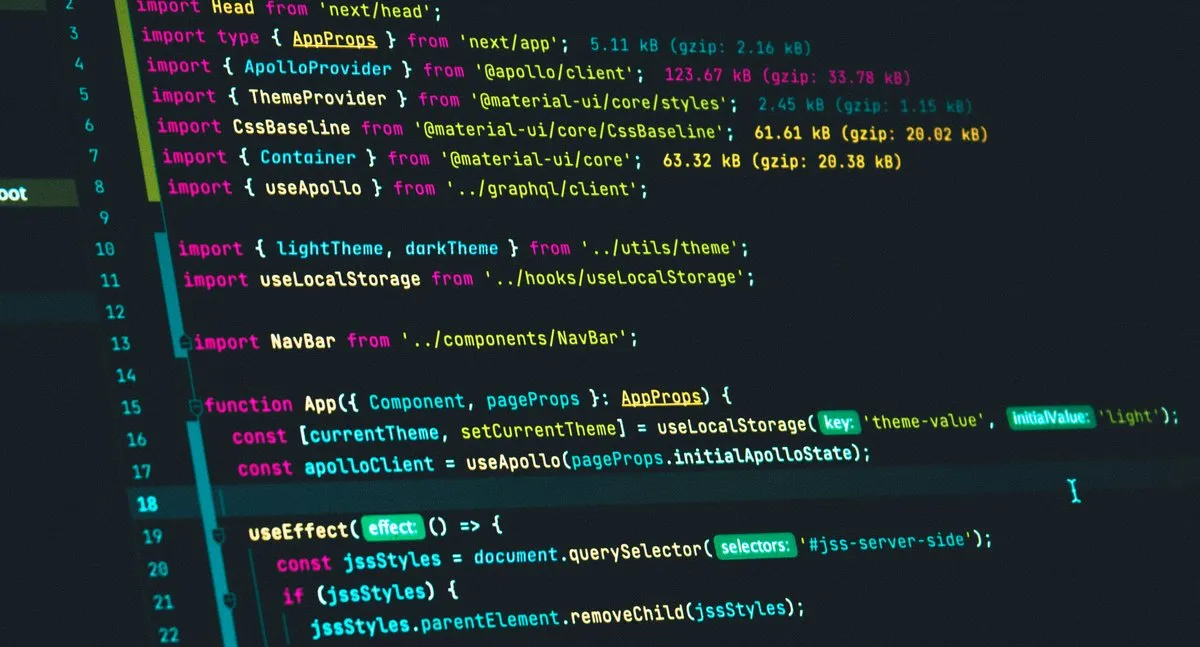 oot
2 import Head from 'next/head';
3 import type { AppProps } from 'next/app'; 5.11 kB (gzip: 2.16 kB)
4 import { ApolloProvider } from '@apollo/client'; 123.67 kB (gzip: 33.78 kB)
5 import { ThemeProvider } from '@material-ui/core/styles'; 2.45 kB (gzip: 1.15 kB)
6 import CssBaseline from '@material-ui/core/CssBaseline'; 61.61 kB (gzip: 20.02 kB)
7 import { Container } from '@material-ui/core'; 63.32 kB (gzip: 20.38 kB)
8 import { useApollo } from '../graphql/client';
9
10 import { lightTheme, darkTheme } from '../utils/theme';
11 import useLocalStorage from '../hooks/useLocalStorage';
12
13 import NavBar from '../components/NavBar';
14
15 function App({ Component, pageProps }: AppProps) {
16 const [currentTheme, setCurrentTheme] = useLocalStorage( key: 'theme-value', initialValue: 'light');
17 const apolloClient = useApollo(pageProps.initialApolloState);
18
19 useEffect( effect: () => {
20 const jssStyles = document.querySelector( selectors: '#jss-server-side');
21 if (jssStyles) {
22 jssStyles.parentElement.removeChild(jssStyles);